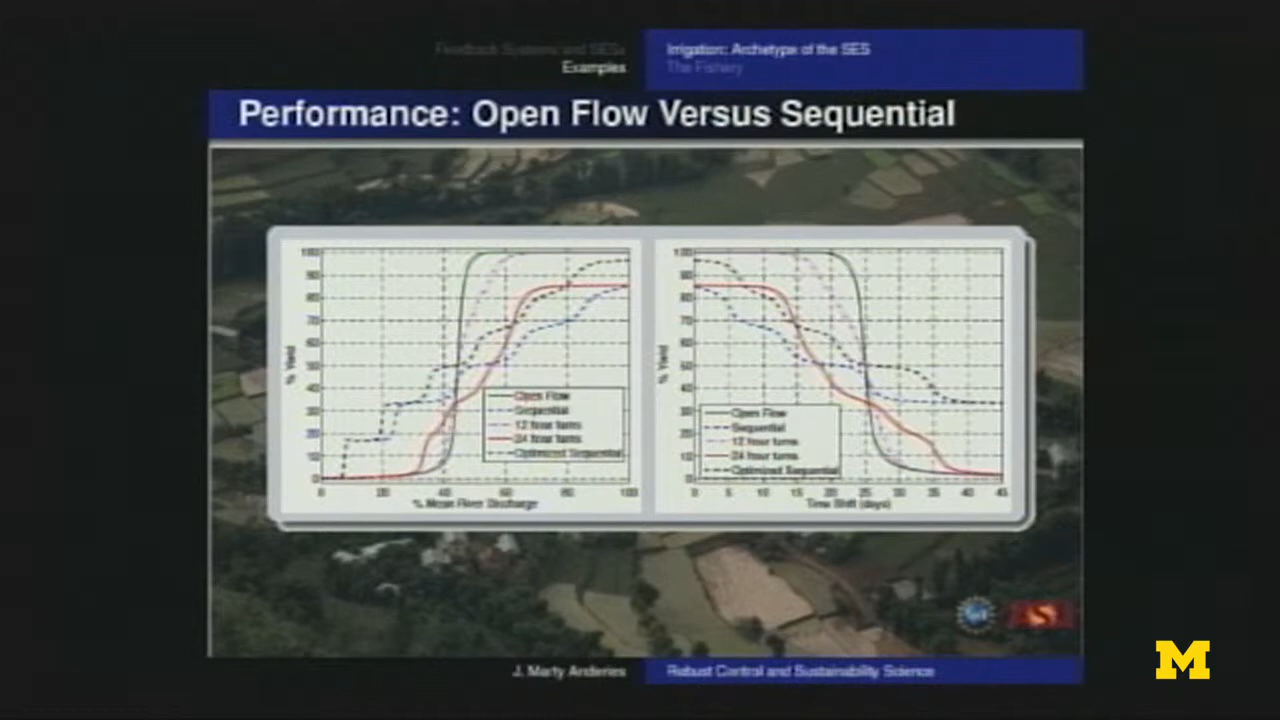 Feedback Systems and SESs
Examples
Irrigation: Archetype of the SES
The Fishery
Performance: Open Flow Versus Sequential
100
90
80
70
60
50
40
30
20
10
0
% Yield
0 20 40 60 80 100
% Mean River Discharge
Open Flow
Sequential
12 hour turns
24 hour turns
Optimized Sequential
100
90
80
70
60
50
40
30
20
10
0
% Yield
0 5 10 15 20 25 30 35 40 45
Time Shift (days)
Open Flow
Sequential
12 hour turns
24 hour turns
Optimized Sequential
J. Marty Anderies
Robust Control and Sustainability Science
M